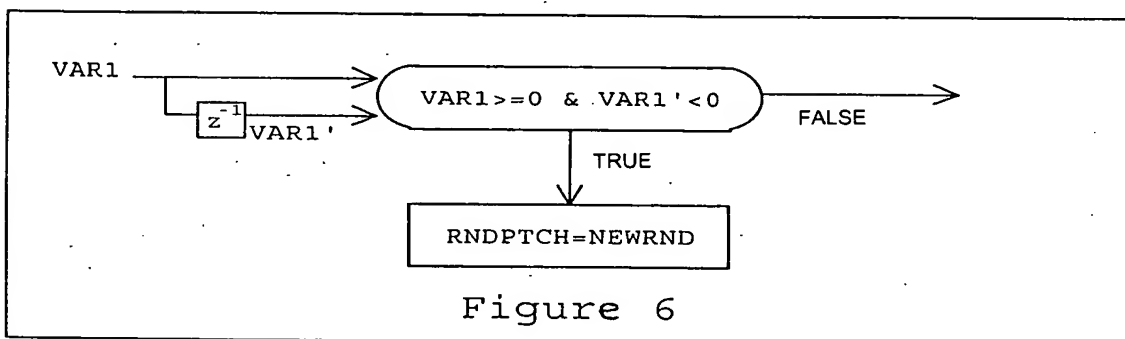 VAR1
VAR1>=0 & VAR1'<0
z-1
VAR1'
FALSE
TRUE
RNDPTCH=NEWRND
Figure 6